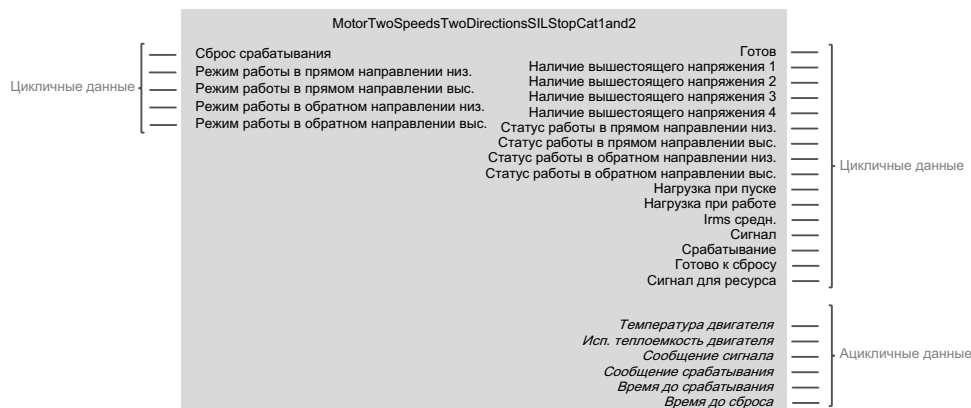 MotorTwoSpeedsTwoDirectionsSILStopCat1and2
Цикличные данные
Сброс срабатывания
Режим работы в прямом направлении низ.
Режим работы в прямом направлении выс.
Режим работы в обратном направлении низ.
Режим работы в обратном направлении выс.
Готов
Наличие вышестоящего напряжения 1
Наличие вышестоящего напряжения 2
Наличие вышестоящего напряжения 3
Наличие вышестоящего напряжения 4
Статус работы в прямом направлении низ.
Статус работы в прямом направлении выс.
Статус работы в обратном направлении низ.
Статус работы в обратном направлении выс.
Нагрузка при пуске
Нагрузка при работе
Irms средн.
Сигнал
Срабатывание
Готово к сбросу
Сигнал для ресурса
Цикличные данные
Температура двигателя
Исп. теплоемкость двигателя
Сообщение сигнала
Сообщение срабатывания
Время до срабатывания
Время до сброса
Ацикличные данные